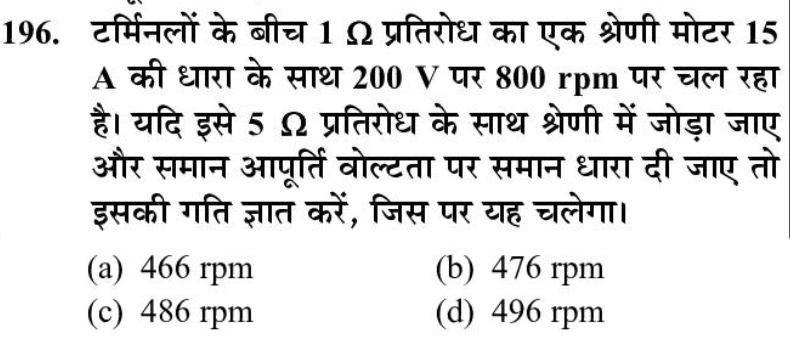 196. टर्मिनलों के बीच 1 Ω प्रतिरोध का एक श्रेणी मोटर 15
A की धारा के साथ 200 V पर 800 rpm पर चल रहा
है। यदि इसे 5 Ω प्रतिरोध के साथ श्रेणी में जोड़ा जाए
और समान आपूर्ति वोल्टता पर समान धारा दी जाए तो
इसकी गति ज्ञात करें, जिस पर यह चलेगा।
(a) 466 rpm (b) 476 rpm
(c) 486 rpm (d) 496 rpm